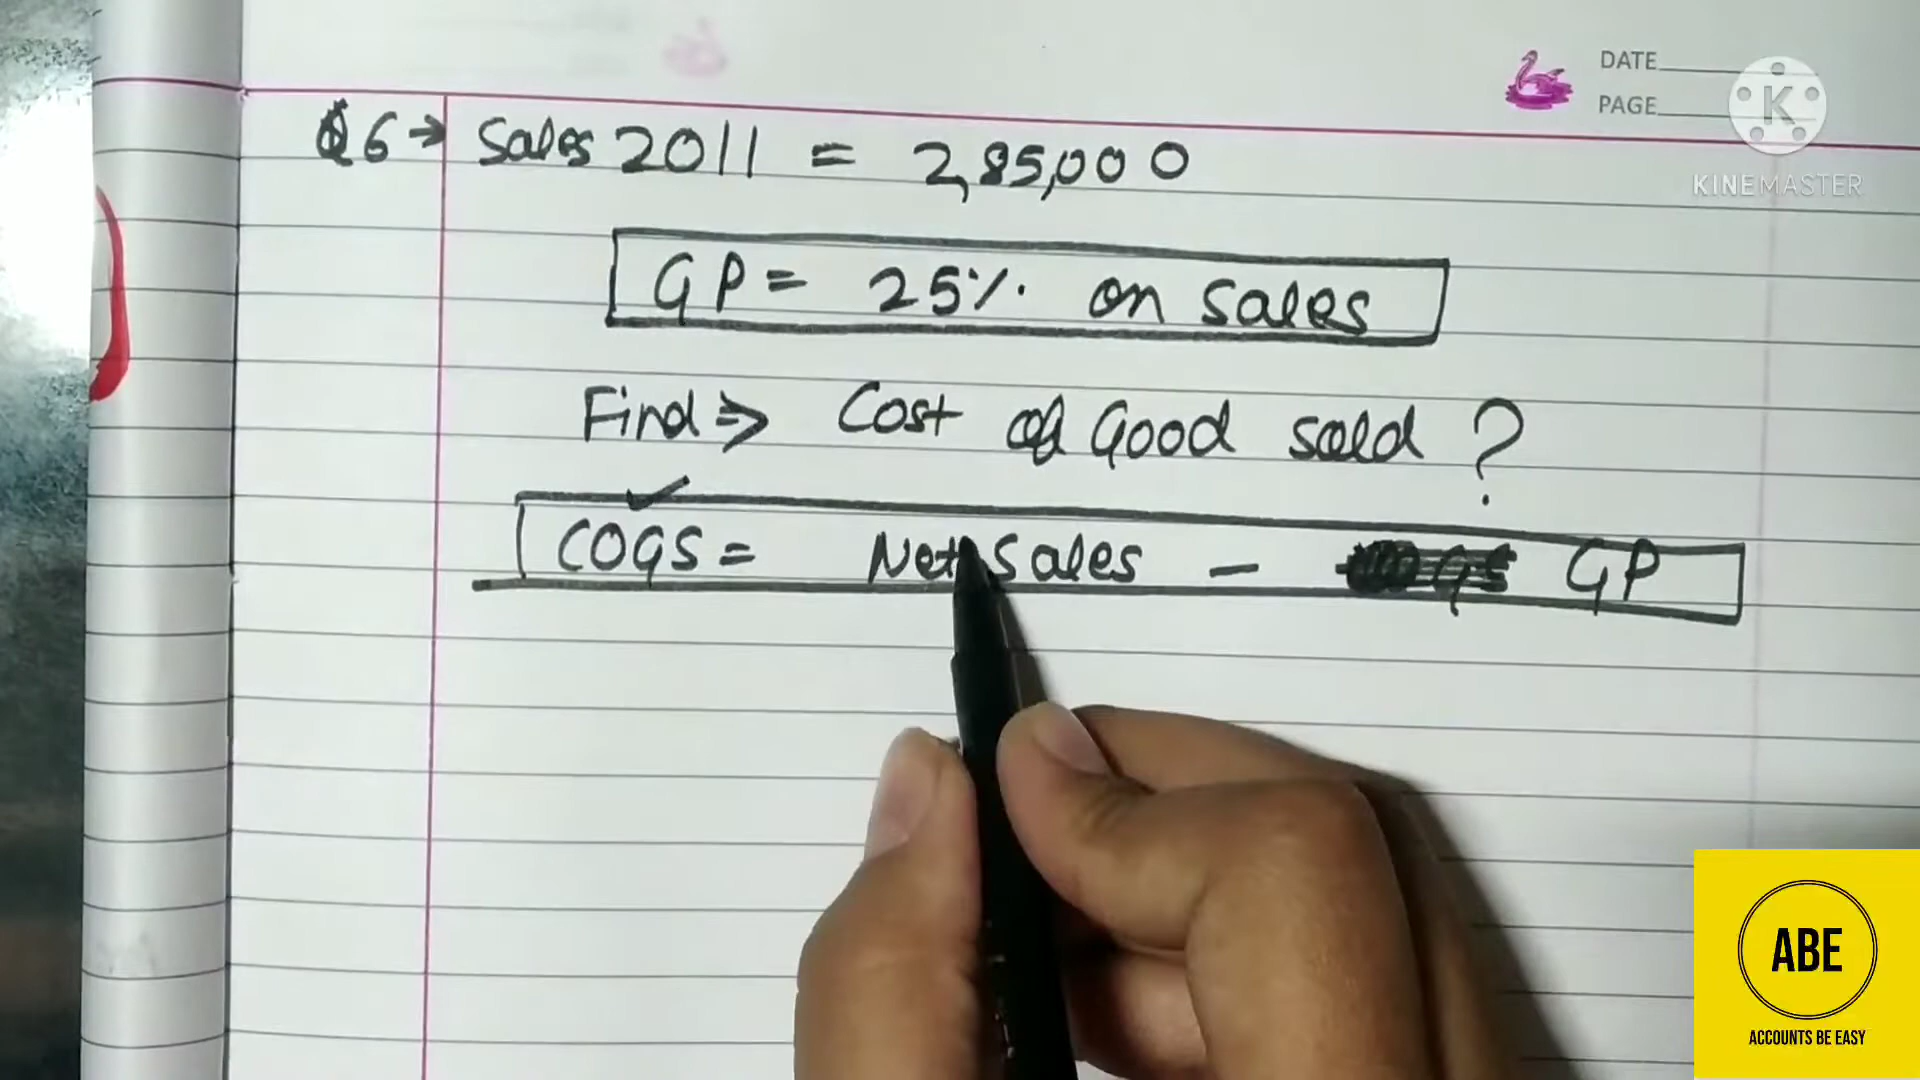 DATE
PAGE
KINEMASTER
Q6→ Sales 2011 = 2,85,000
GP = 25% on sales
Find ⇒ Cost of Good sold ?
COGS = Net Sales - GP
ABE
ACCOUNTS BE EASY